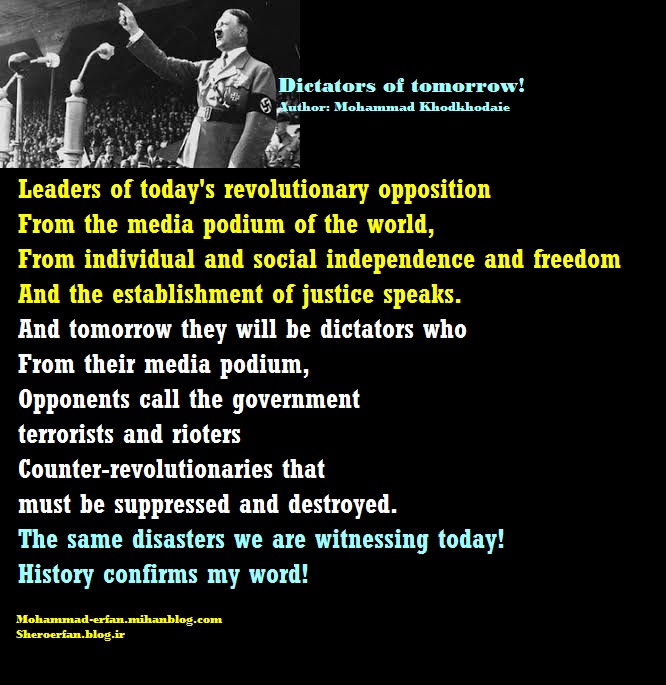 Dictators of tomorrow!
Author: Mohammad Khodkhodaie
Leaders of today's revolutionary opposition
From the media podium of the world,
From individual and social independence and freedom
And the establishment of justice speaks.
And tomorrow they will be dictators who
From their media podium,
Opponents call the government
terrorists and rioters
Counter-revolutionaries that
must be suppressed and destroyed.
The same disasters we are witnessing today!
History confirms my word!
Mohammad-erfan.mihanblog.com
Sheroerfan.blog.ir